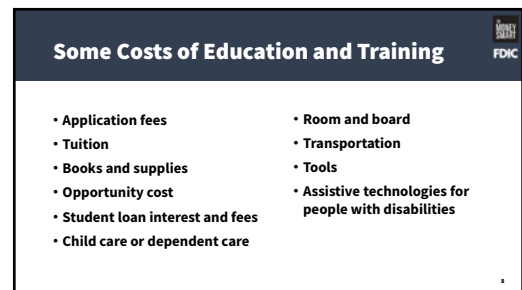 MONEY
SMART
FDIC
Some Costs of Education and Training
• Application fees
• Tuition
• Books and supplies
• Opportunity cost
• Student loan interest and fees
• Child care or dependent care
• Room and board
• Transportation
• Tools
• Assistive technologies for
people with disabilities